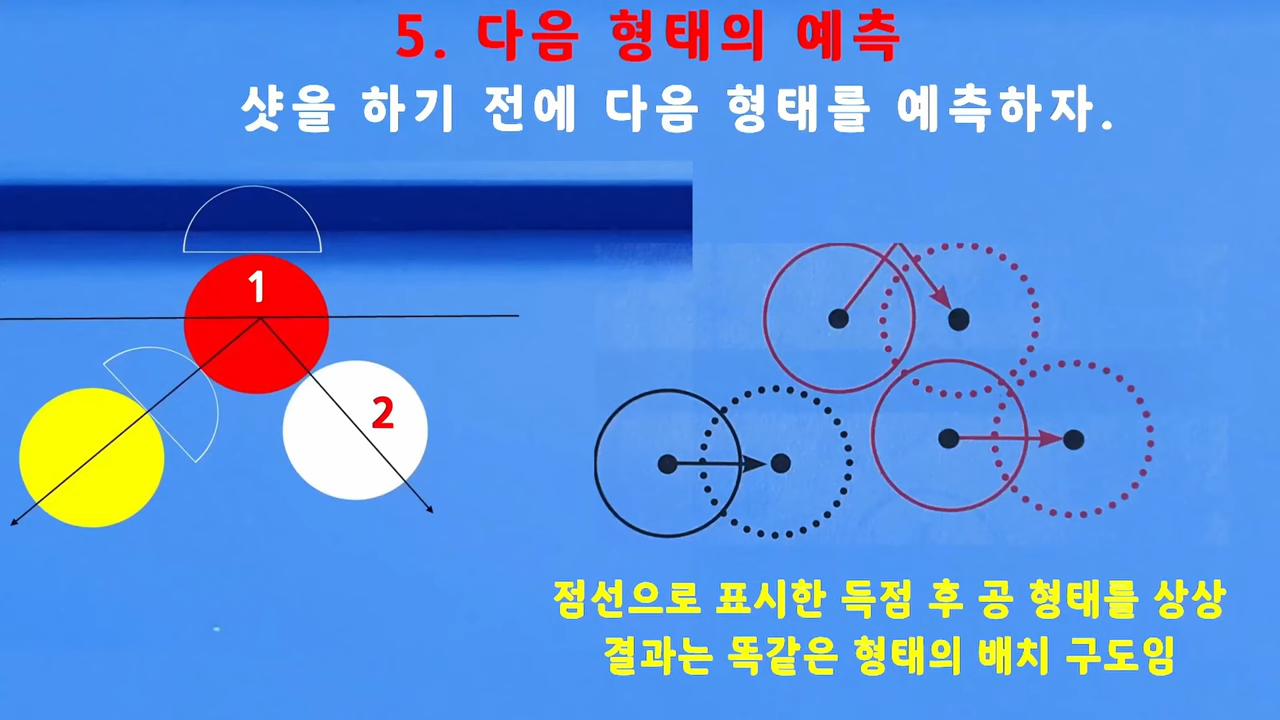 5. 다음 형태의 예측
샷을 하기 전에 다음 형태를 예측하자.
1
2
점선으로 표시한 득점 후 공 형태를 상상
결과는 똑같은 형태의 배치 구도임